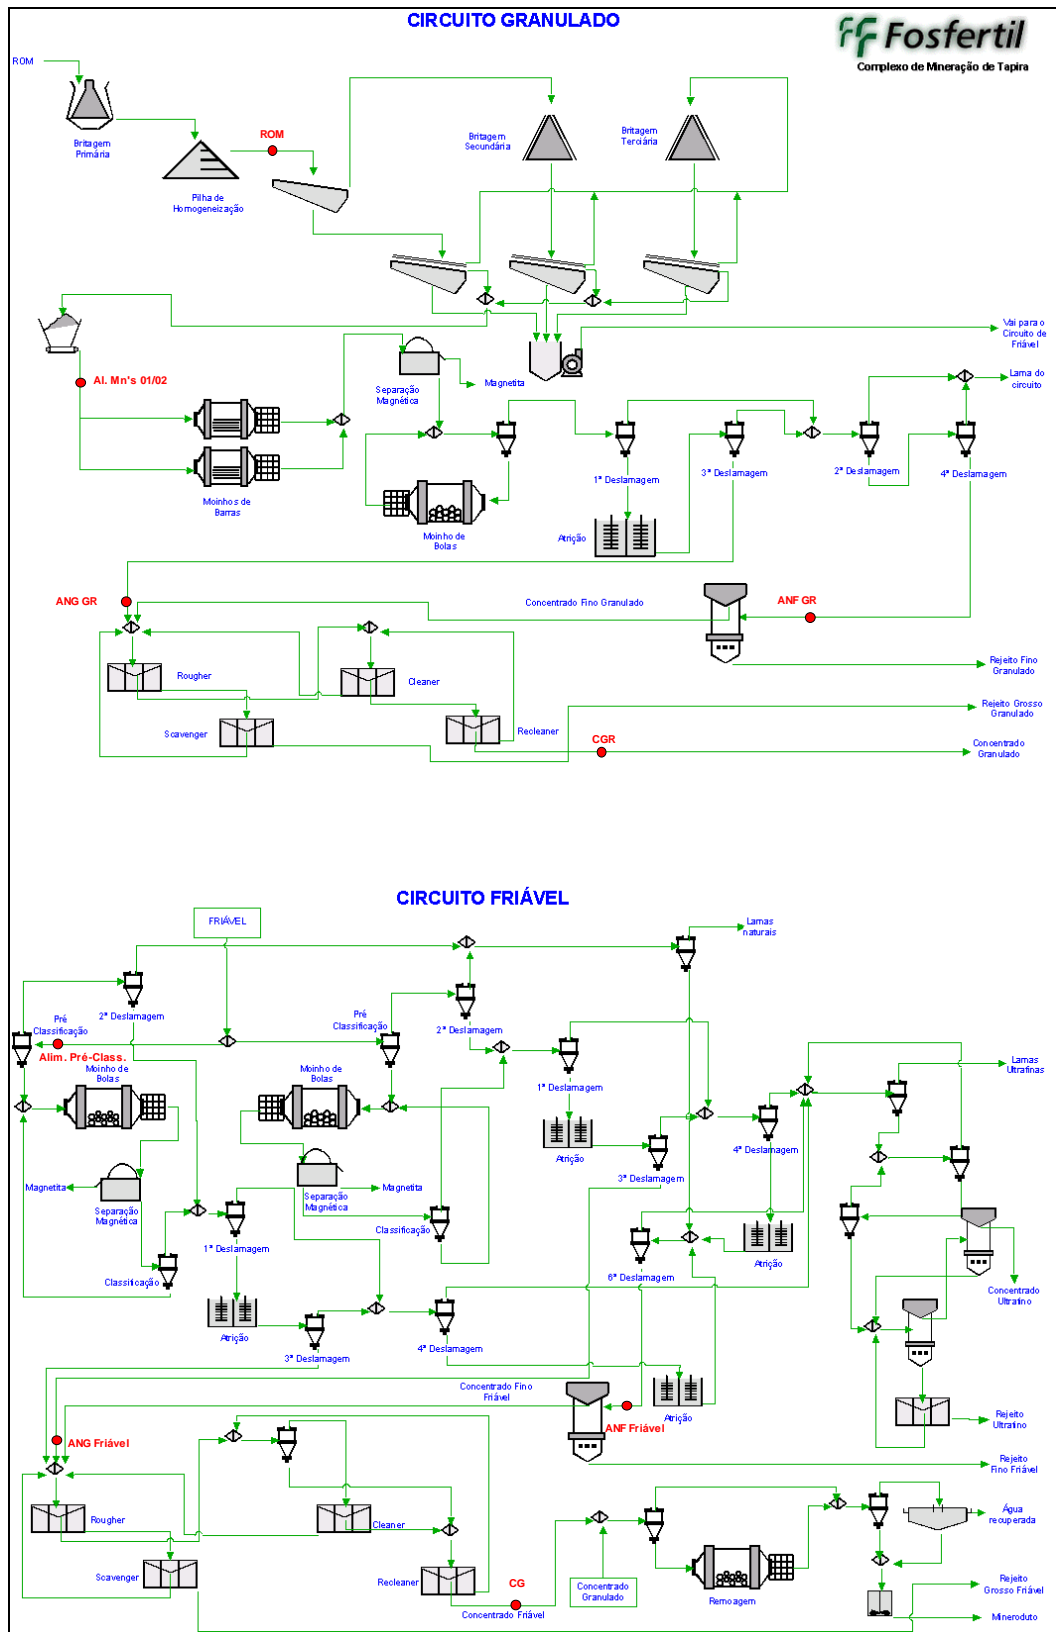 CIRCUITO GRANULADO
Fosfertil
Complexo de Mineração de Tapira
ROM
Britagem
Primária
ROM
Pilha de
Homogeneização
Britagem
Secundária
Britagem
Terciária
Vai para o
Circuito de
Friável
Al. Mn's 01/02
Separação
Magnética
Magnetita
Lama do
circuito
Moinhos de
Barras
Moinho de
Bolas
1ª Deslamagem
3ª Deslamagem
2ª Deslamagem
4ª Deslamagem
Atrição
ANG GR
Concentrado Fino Granulado
ANF GR
Rougher
Cleaner
Rejeito Fino
Granulado
Scavenger
Recleaner
Rejeito Grosso
Granulado
CGR
Concentrado
Granulado
CIRCUITO FRIÁVEL
FRIÁVEL
Lamas
naturais
2ª Deslamagem
Pré
Classificação
Pré
Classificação
2ª Deslamagem
Alim. Pré-Class.
Moinho de
Bolas
Moinho de
Bolas
1ª Deslamagem
Lamas
Ultrafinas
Atrição
4ª Deslamagem
3ª Deslamagem
Magnetita
Separação
Magnética
Separação
Magnética
Magnetita
Classificação
1ª Deslamagem
Classificação
6ª Deslamagem
Atrição
Concentrado
Ultrafino
Atrição
3ª Deslamagem
4ª Deslamagem
Concentrado Fino
Friável
Atrição
ANF Friável
Rejeito
Ultrafino
ANG Friável
Rejeito
Fino Friável
Rougher
Cleaner
Água
recuperada
Scavenger
Recleaner
CG
Concentrado Friável
Concentrado
Granulado
Remoagem
Rejeito
Grosso Friável
Mineroduto